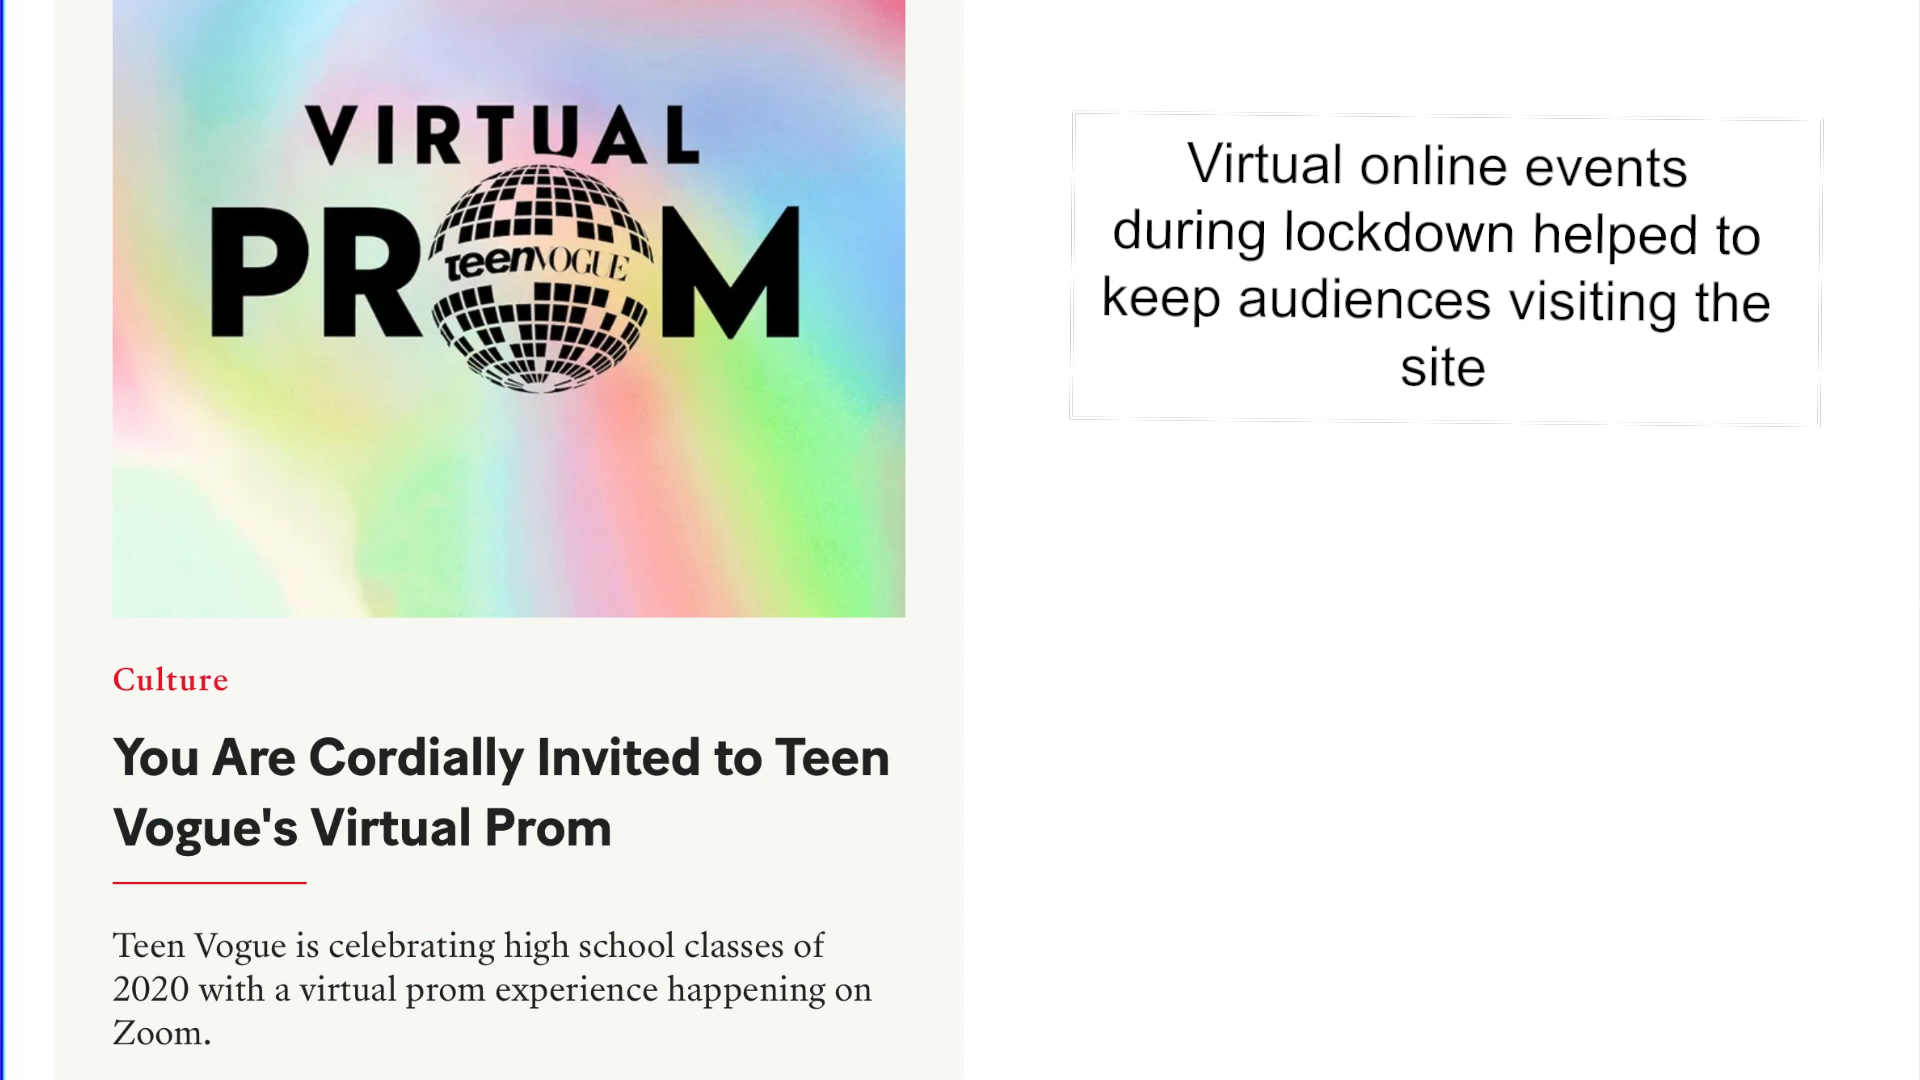 VIRTUAL
PROM
teenVOGUE
Culture
You Are Cordially Invited to Teen
Vogue's Virtual Prom
Teen Vogue is celebrating high school classes of
2020 with a virtual prom experience happening on
Zoom.
Virtual online events
during lockdown helped to
keep audiences visiting the
site